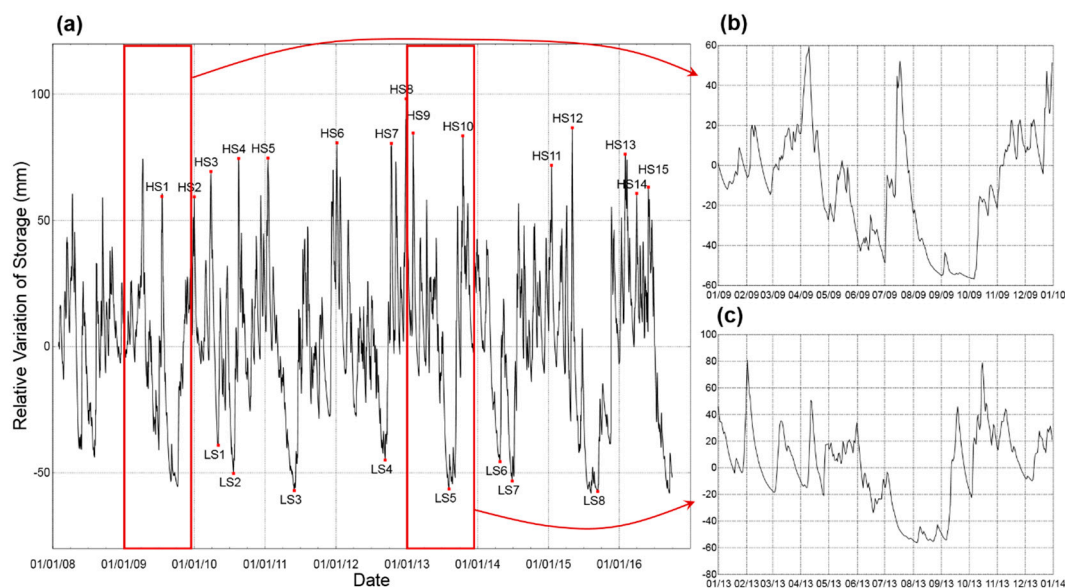 (a)
Relative Variation of Storage (mm)
100
50
0
-50
HS1
HS2
HS3
HS4
HS5
HS6
HS7
HS8
HS9
HS10
HS11
HS12
HS13
HS14
HS15
LS1
LS2
LS3
LS4
LS5
LS6
LS7
LS8
01/01/08 01/01/09 01/01/10 01/01/11 01/01/12 01/01/13 01/01/14 01/01/15 01/01/16
Date
(b)
60
40
20
0
-20
-40
-60
01/09 02/09 03/09 04/09 05/09 06/09 07/09 08/09 09/09 10/09 11/09 12/09 01/10
(c)
100
80
60
40
20
0
-20
-40
-60
-80
01/13 02/13 03/13 04/13 05/13 06/13 07/13 08/13 09/13 10/13 11/13 12/13 01/14